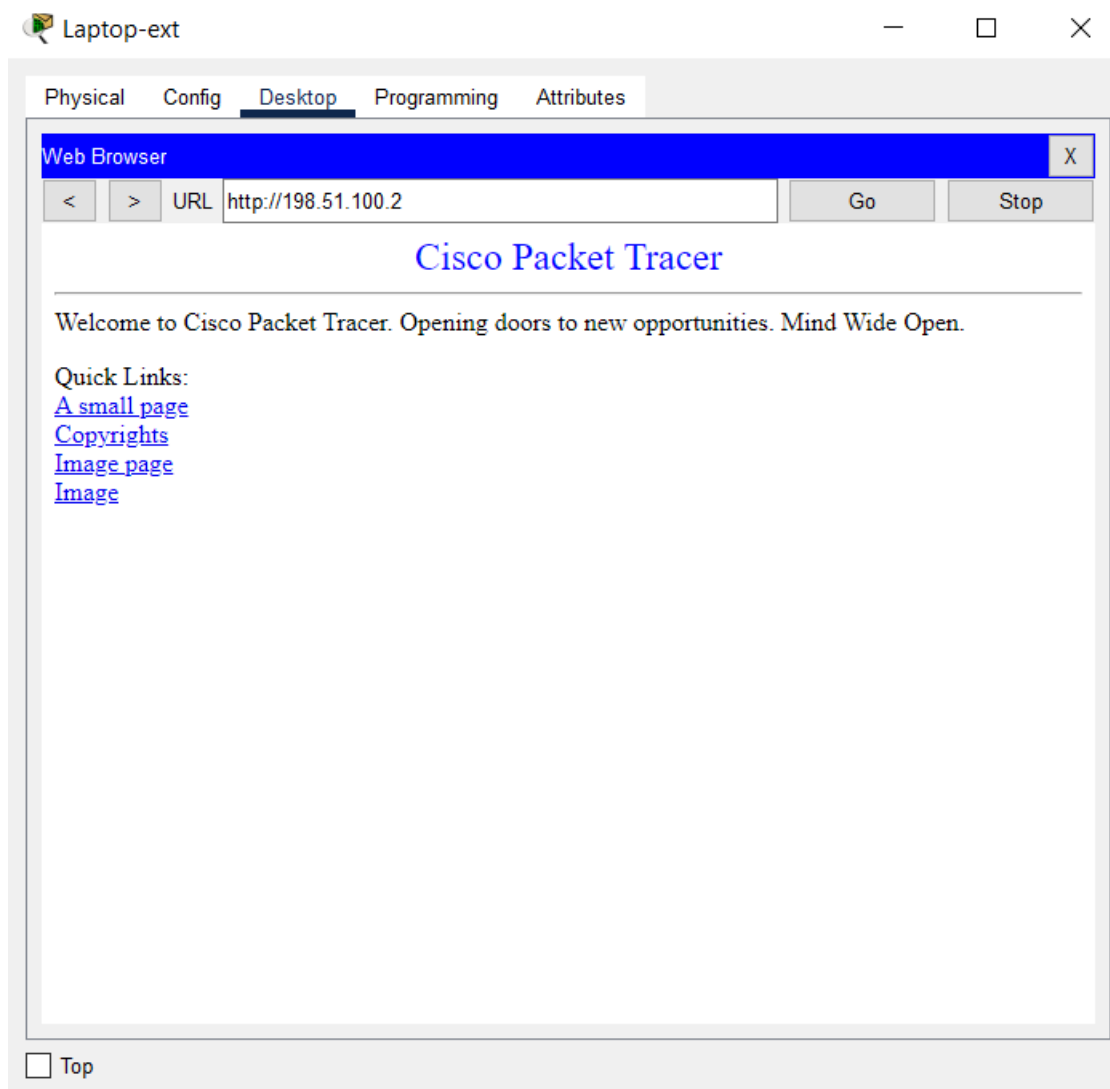 Laptop-ext
Physical Config Desktop Programming Attributes
Web Browser X
< > URL http://198.51.100.2 Go Stop
Cisco Packet Tracer
Welcome to Cisco Packet Tracer. Opening doors to new opportunities. Mind Wide Open.
Quick Links:
A small page
Copyrights
Image page
Image
Top